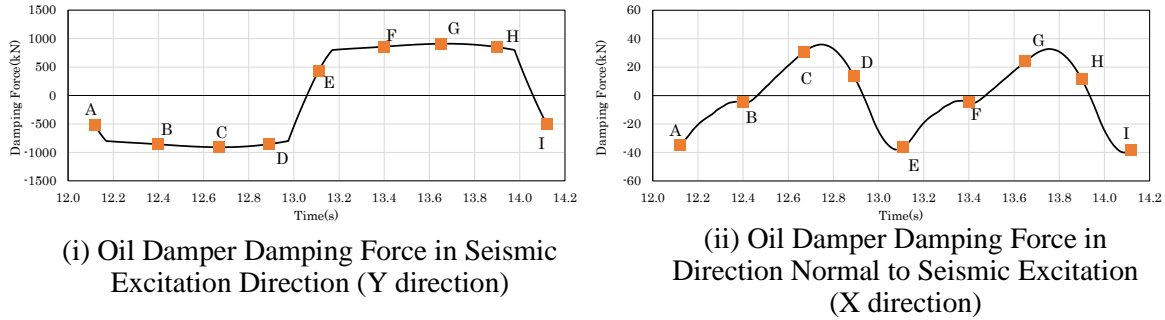 1500
1000
500
0
-500
-1000
-1500
Damping Force(kN)
A
B
C
D
E
F
G
H
I
12.0 12.2 12.4 12.6 12.8 13.0 13.2 13.4 13.6 13.8 14.0 14.2
Time(s)
(i) Oil Damper Damping Force in Seismic
Excitation Direction (Y direction)
60
40
20
0
-20
-40
-60
Damping Force(kN)
A
B
C
D
E
F
G
H
I
12.0 12.2 12.4 12.6 12.8 13.0 13.2 13.4 13.6 13.8 14.0 14.2
Time(s)
(ii) Oil Damper Damping Force in
Direction Normal to Seismic Excitation
(X direction)